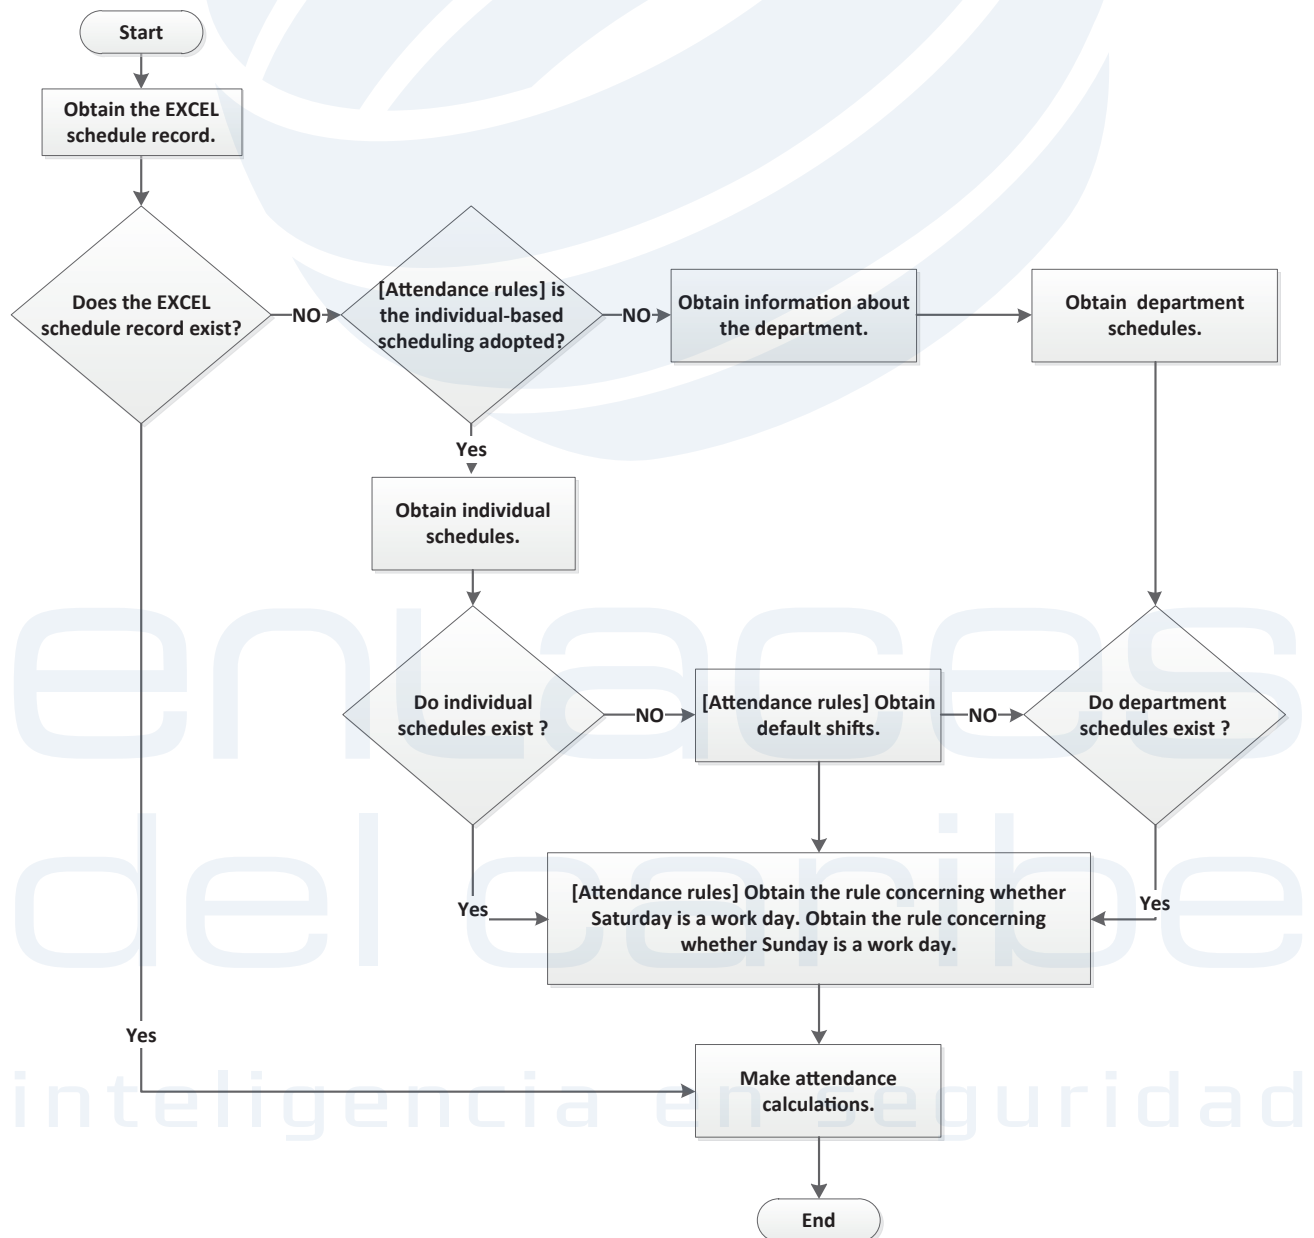 Start
Obtain the EXCEL
schedule record.
Does the EXCEL
schedule record exist?
NO
[Attendance rules] is
the individual-based
scheduling adopted?
NO
Obtain information about
the department.
Obtain  department
schedules.
Yes
Obtain individual
schedules.
Do individual
schedules exist ?
NO
[Attendance rules] Obtain
default shifts.
NO
Do department
schedules exist ?
Yes
[Attendance rules] Obtain the rule concerning whether
Saturday is a work day. Obtain the rule concerning
whether Sunday is a work day.
Yes
Yes
Make attendance
calculations.
End
enlaces
del caribe
inteligencia en seguridad